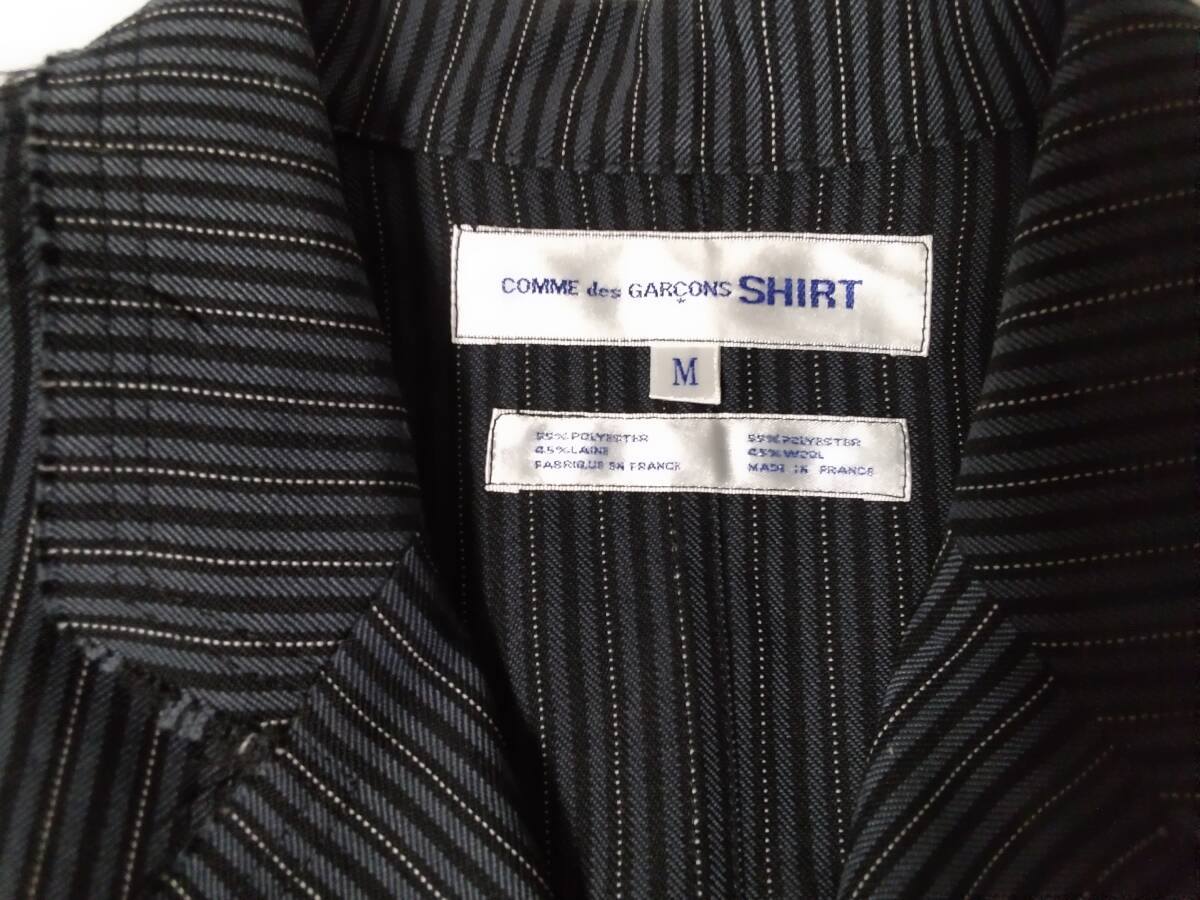 COMME des GARÇONS SHIRT
M
55% POLYESTER
45% LAINE
FABRIQUE EN FRANCE
55% POLYESTER
45% WOOL
MADE IN FRANCE